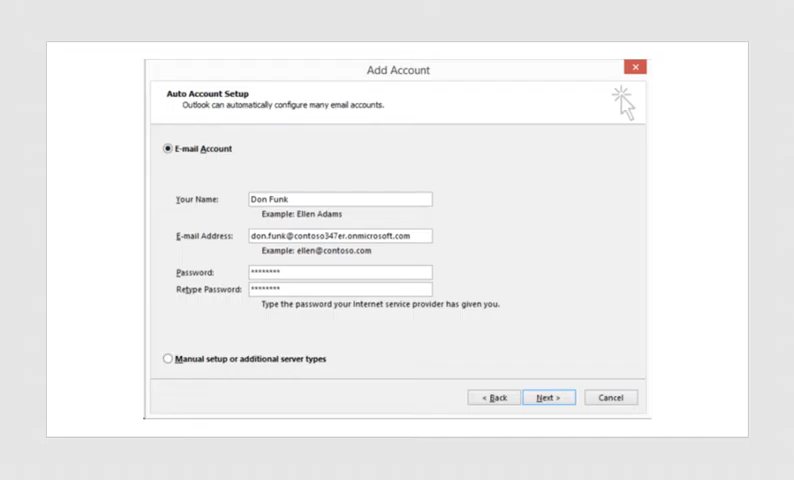 Add Account
Auto Account Setup
Outlook can automatically configure many email accounts.
E-mail Account
Your Name: Don Funk
Example: Ellen Adams
E-mail Address: don.funk@contoso347er.onmicrosoft.com
Example: ellen@contoso.com
Password: ********
Retype Password: ********
Type the password your Internet service provider has given you.
Manual setup or additional server types
< Back Next > Cancel